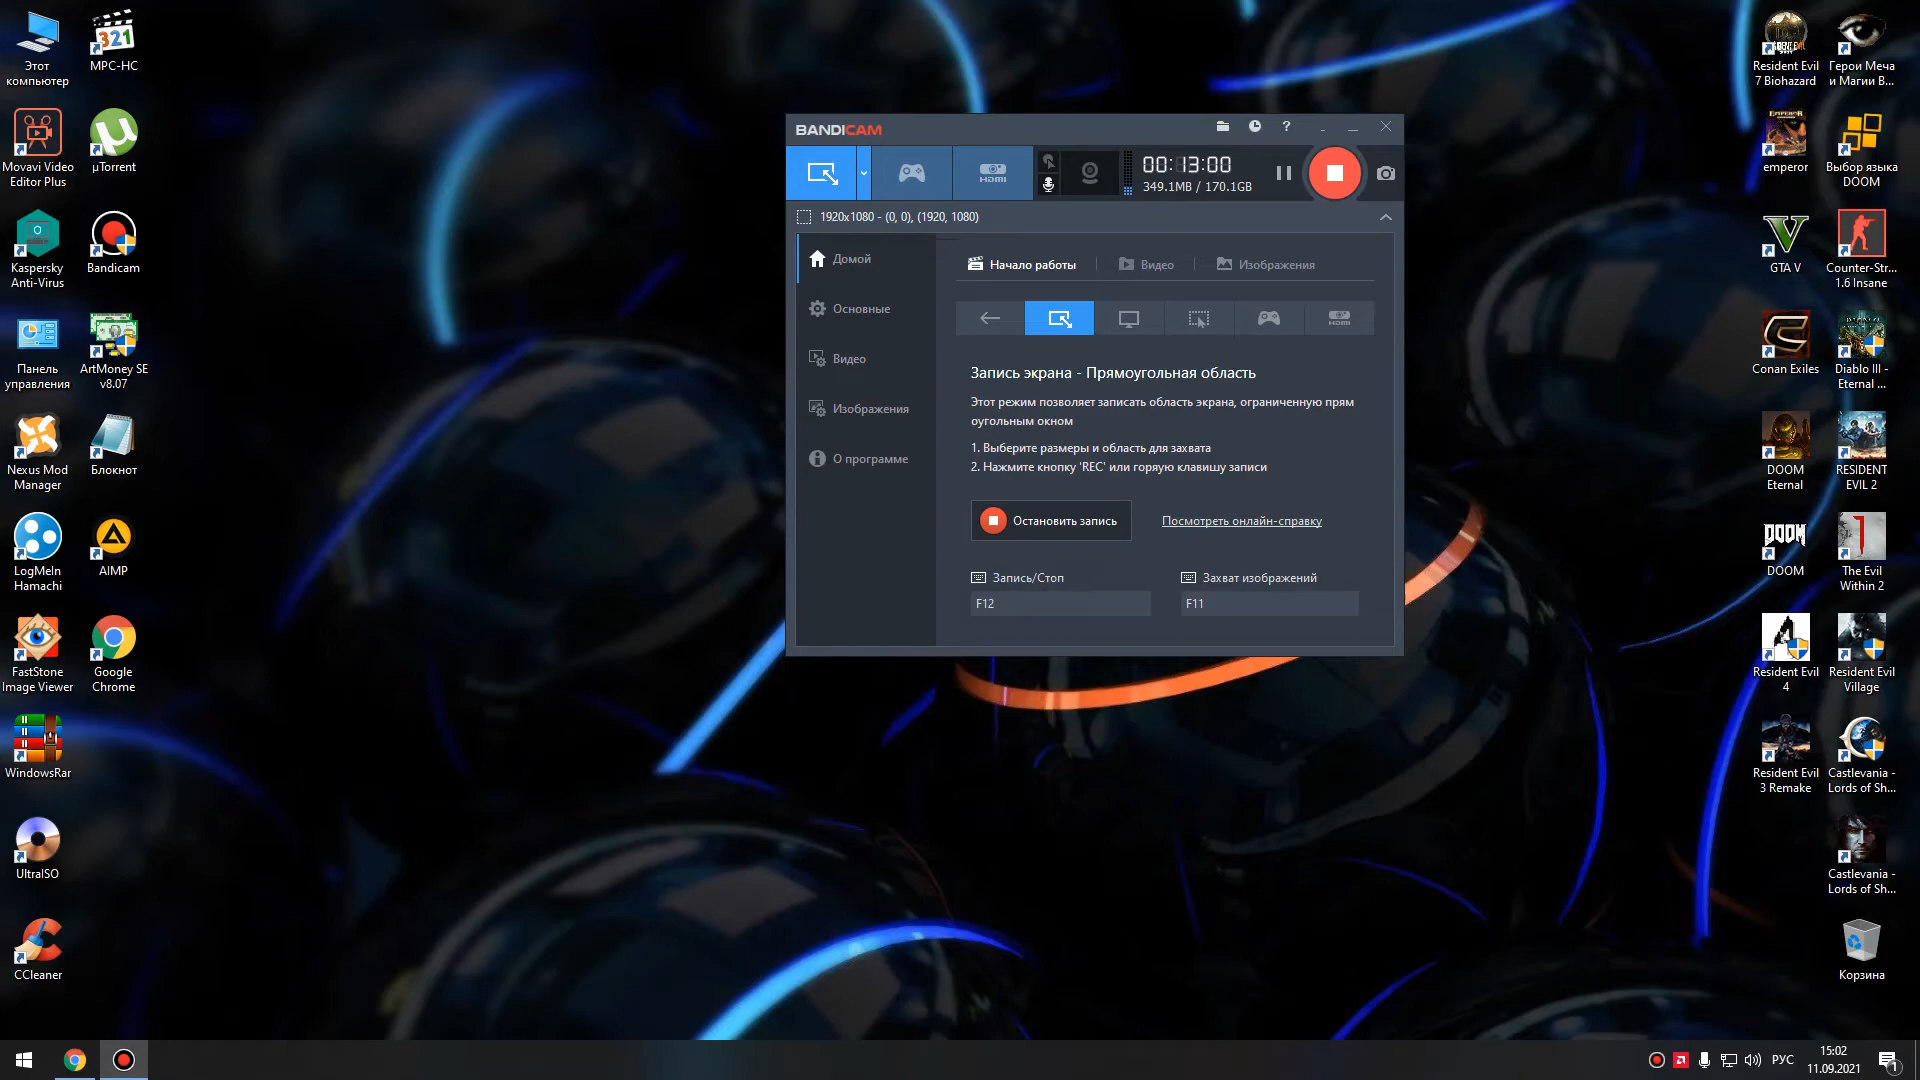 Этот
компьютер
MPC-HC
Movavi Video
Editor Plus
µTorrent
Kaspersky
Anti-Virus
Bandicam
Панель
управления
ArtMoney SE
v8.07
Nexus Mod
Manager
Блокнот
LogMeIn
Hamachi
AIMP
FastStone
Image Viewer
Google
Chrome
WindowsRar
UltraISO
CCleaner
BANDICAM
?
HDMI
00:13:00
349.1MB / 170.1GB
1920x1080 - (0, 0), (1920, 1080)
Домой
Основные
Видео
Изображения
О программе
Начало работы
Видео
Изображения
HDMI
Запись экрана - Прямоугольная область
Этот режим позволяет записать область экрана, ограниченную прям
оугольным окном
1. Выберите размеры и область для захвата
2. Нажмите кнопку 'REC' или горяую клавишу записи
Остановить запись
Посмотреть онлайн-справку
Запись/Стоп
Захват изображений
F12
F11
Resident Evil
7 Biohazard
Герои Меча
и Магии В...
emperor
Выбор языка
DOOM
GTA V
Counter-Str...
1.6 Insane
Conan Exiles
Diablo III -
Eternal ...
DOOM
Eternal
RESIDENT
EVIL 2
DOOM
DOOM
The Evil
Within 2
Resident Evil
4
Resident Evil
Village
Resident Evil
3 Remake
Castlevania -
Lords of Sh...
Castlevania -
Lords of Sh...
Корзина
РУС
15:02
11.09.2021
1